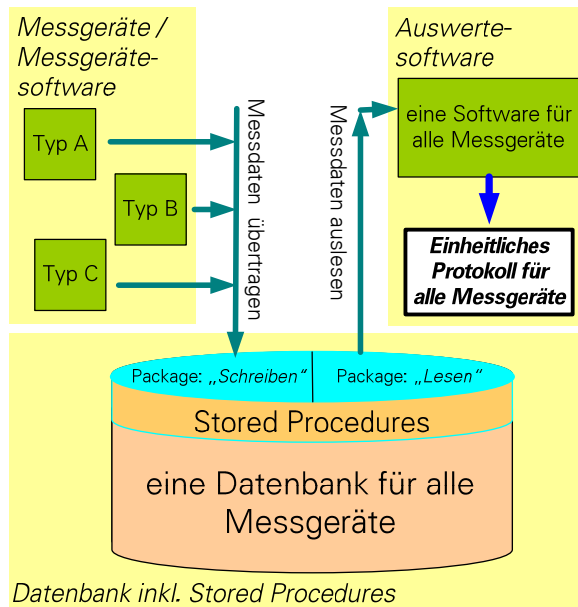 Messgeräte /
Messgeräte-
software
Typ A
Typ B
Typ C
Messdaten übertragen
Messdaten auslesen
Auswerte-
software
eine Software für
alle Messgeräte
Einheitliches
Protokoll für
alle Messgeräte
Package: „Schreiben“
Package: „Lesen“
Stored Procedures
eine Datenbank für alle
Messgeräte
Datenbank inkl. Stored Procedures